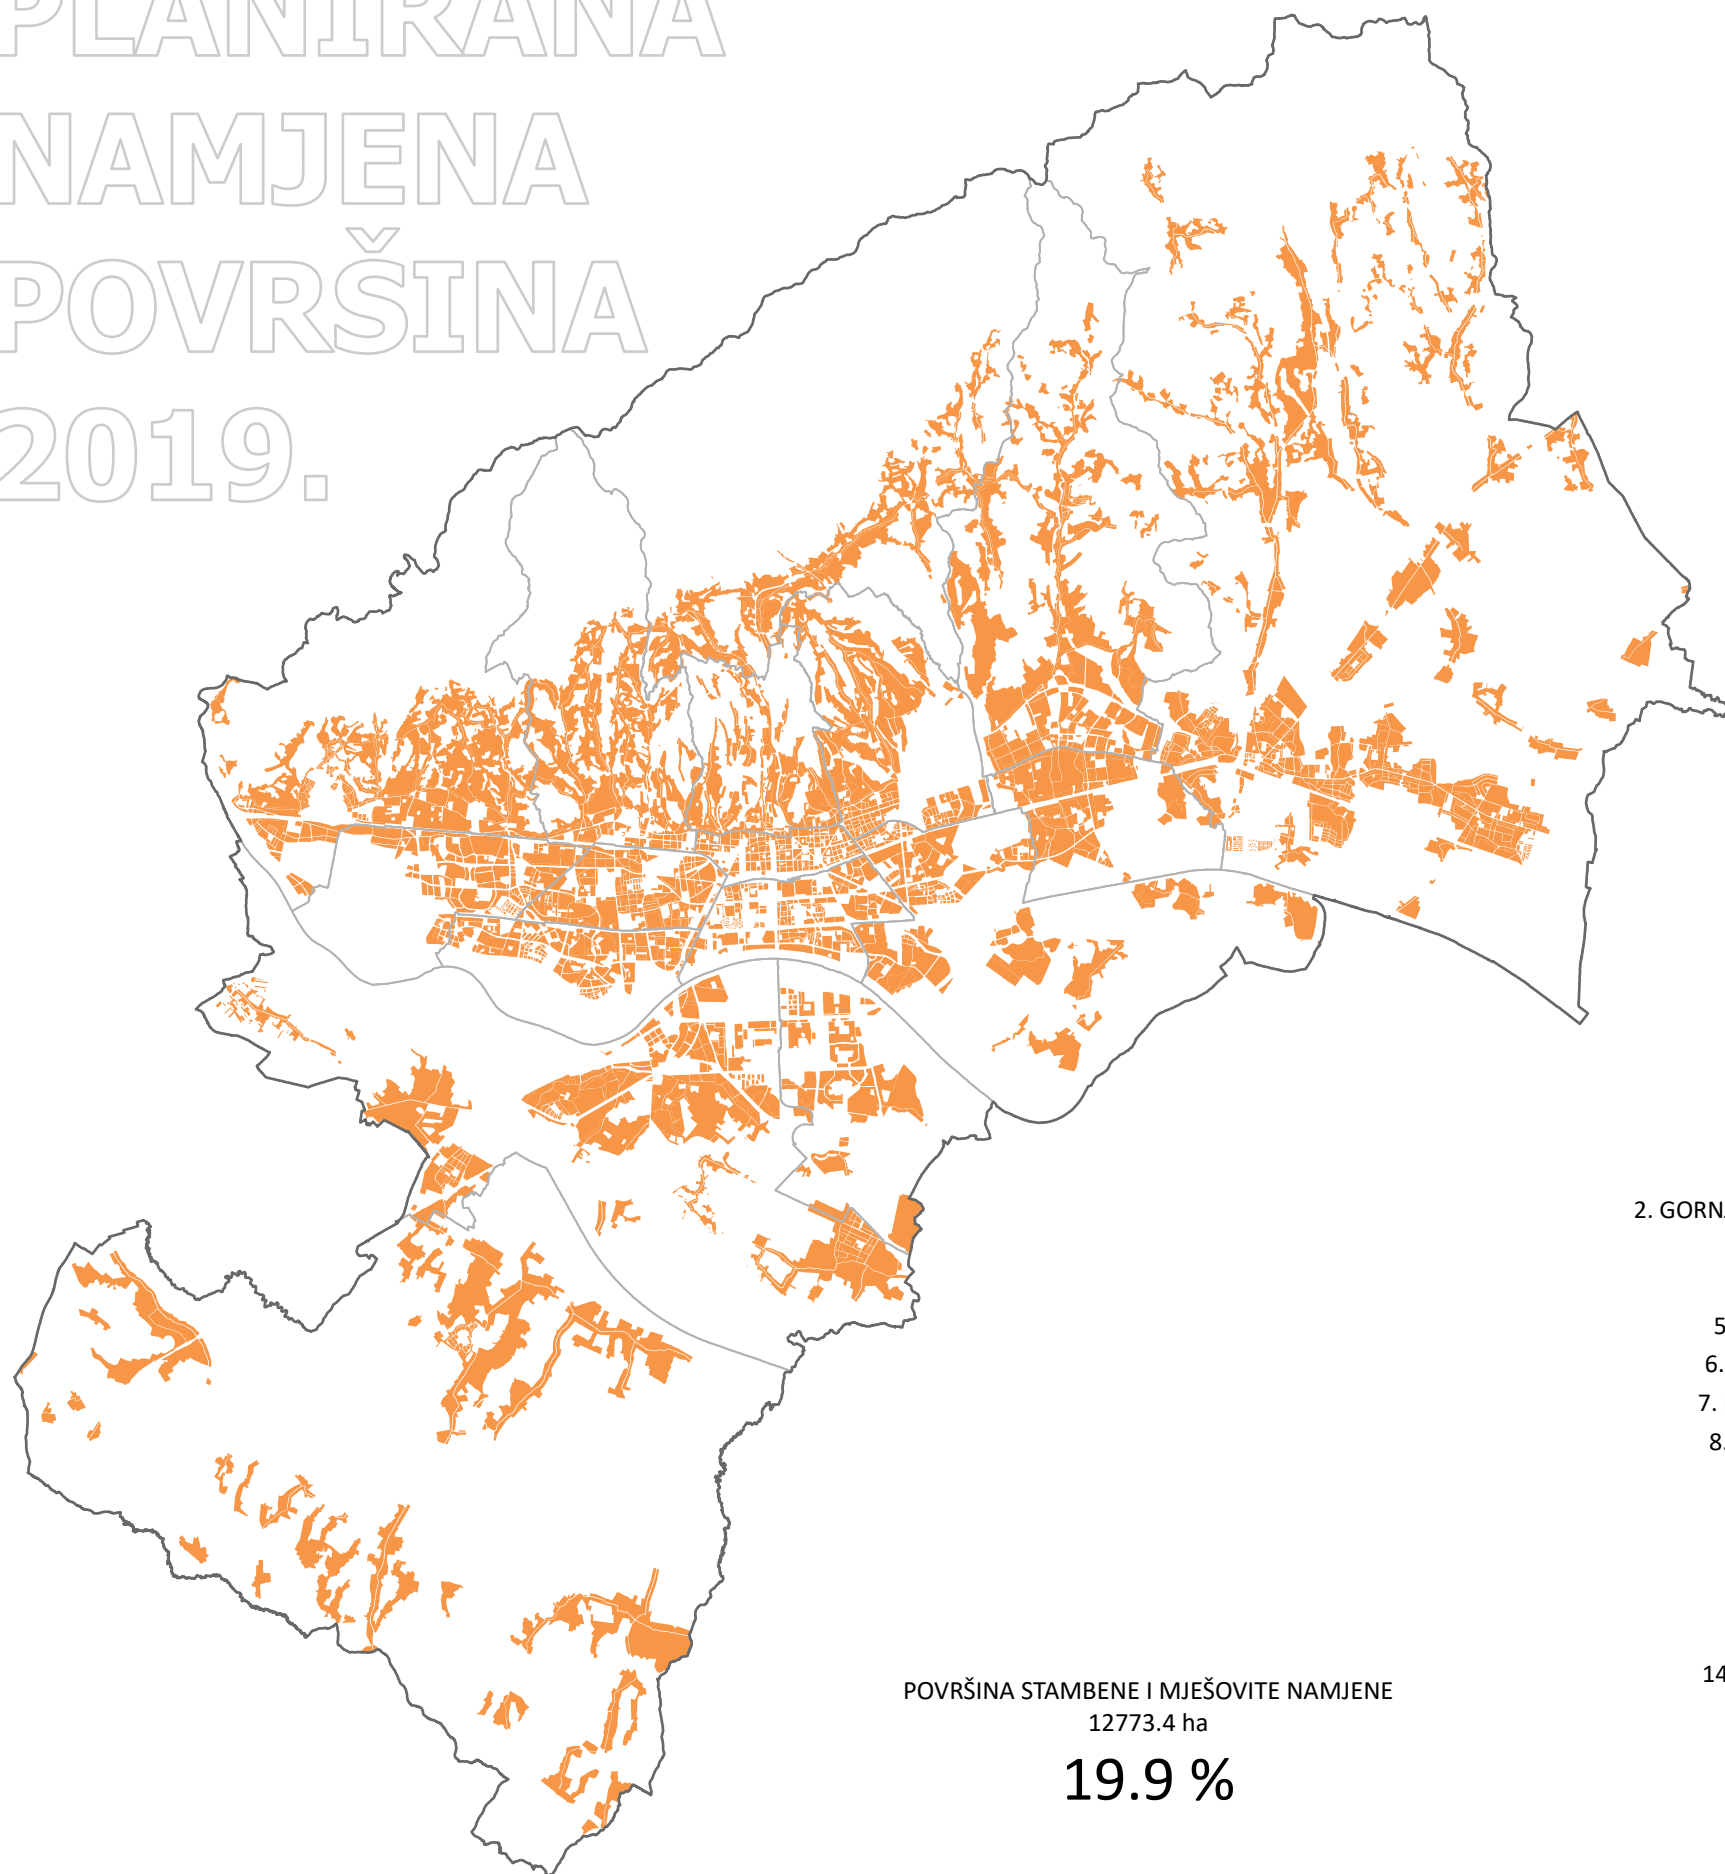 PLANIRANA
NAMJENA
POVRŠINA
2019.
2. GORNJ
5
6.
7.
8.
14
POVRŠINA STAMBENE I MJEŠOVITE NAMJENE
12773.4 ha
19.9 %